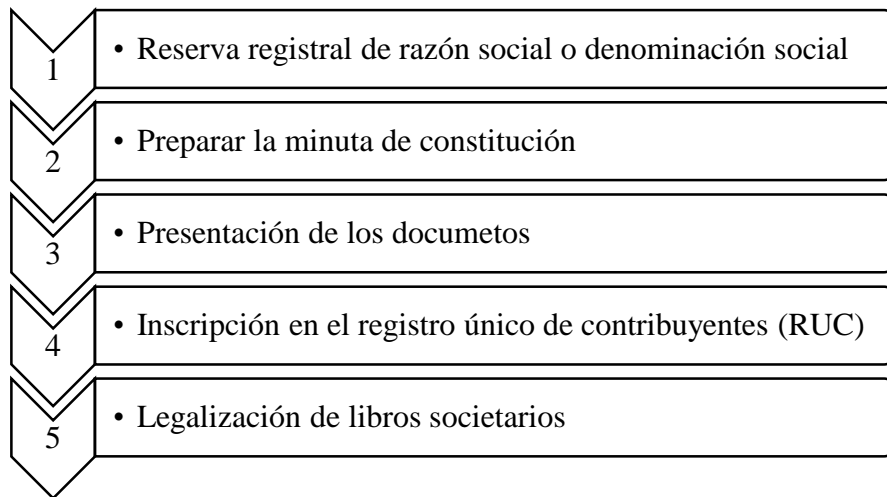 1
• Reserva registral de razón social o denominación social
2
• Preparar la minuta de constitución
3
• Presentación de los documetos
4
• Inscripción en el registro único de contribuyentes (RUC)
5
• Legalización de libros societarios